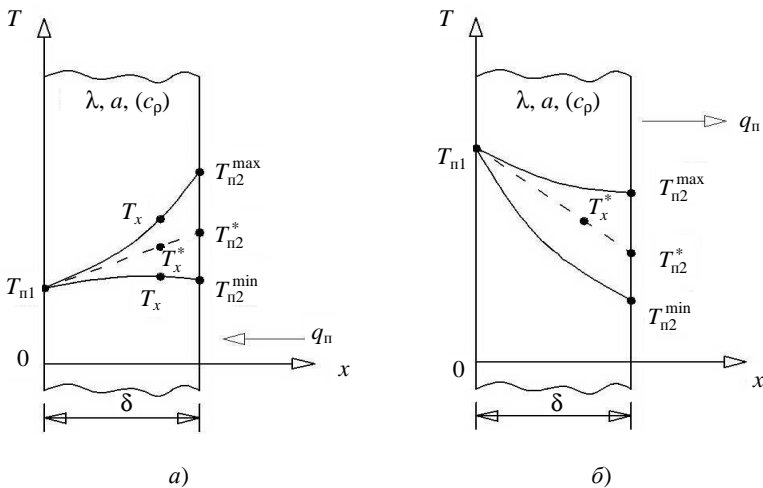 T
λ, a, (cρ)
Tп2max
Tx
Tп2*
Tx*
Tп1
Tп2min
Tx
qп
0
x
δ
а)
T
λ, a, (cρ)
qп
Tп1
Tп2max
Tx*
Tп2*
Tп2min
0
x
δ
б)